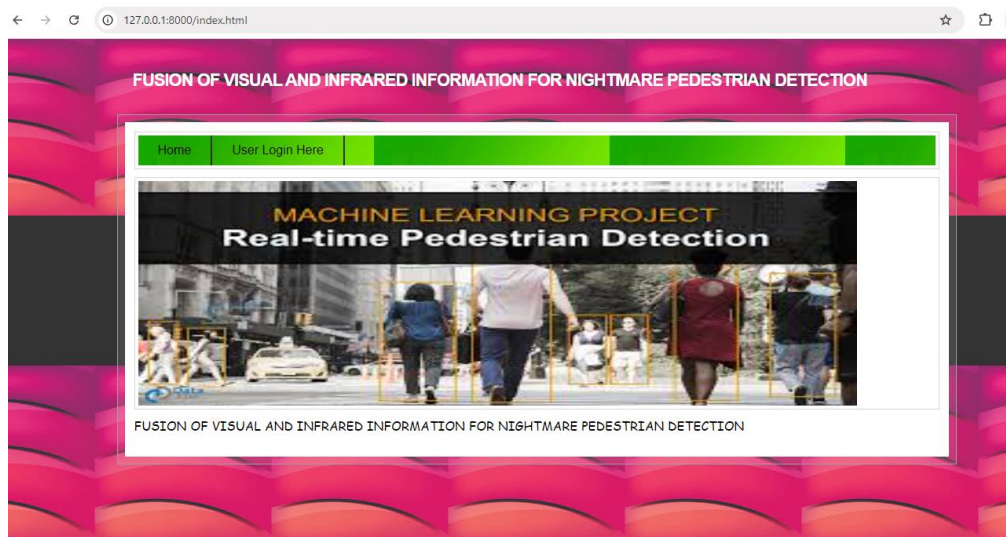 127.0.0.1:8000/index.html
FUSION OF VISUAL AND INFRARED INFORMATION FOR NIGHTMARE PEDESTRIAN DETECTION
Home User Login Here
MACHINE LEARNING PROJECT
Real-time Pedestrian Detection
Data
FUSION OF VISUAL AND INFRARED INFORMATION FOR NIGHTMARE PEDESTRIAN DETECTION